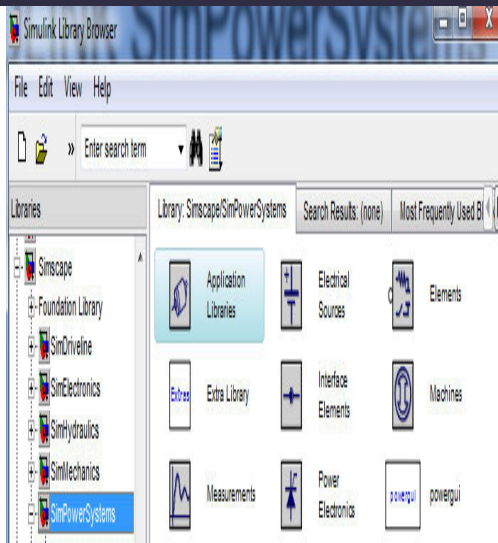 SimPowerSystem
Simulink Library Browser
File Edit View Help
» Enter search term
Libraries
Library: Simscape/SimPowerSystems Search Results: (none) Most Frequently Used
Simscape
Foundation Library
SimDriveline
SimElectronics
SimHydraulics
SimMechanics
SimPowerSystems
Application
Libraries
Electrical
Sources
Elements
Extras
Extra Library
Interface
Elements
Machines
Measurements
Power
Electronics
powergui
powergui